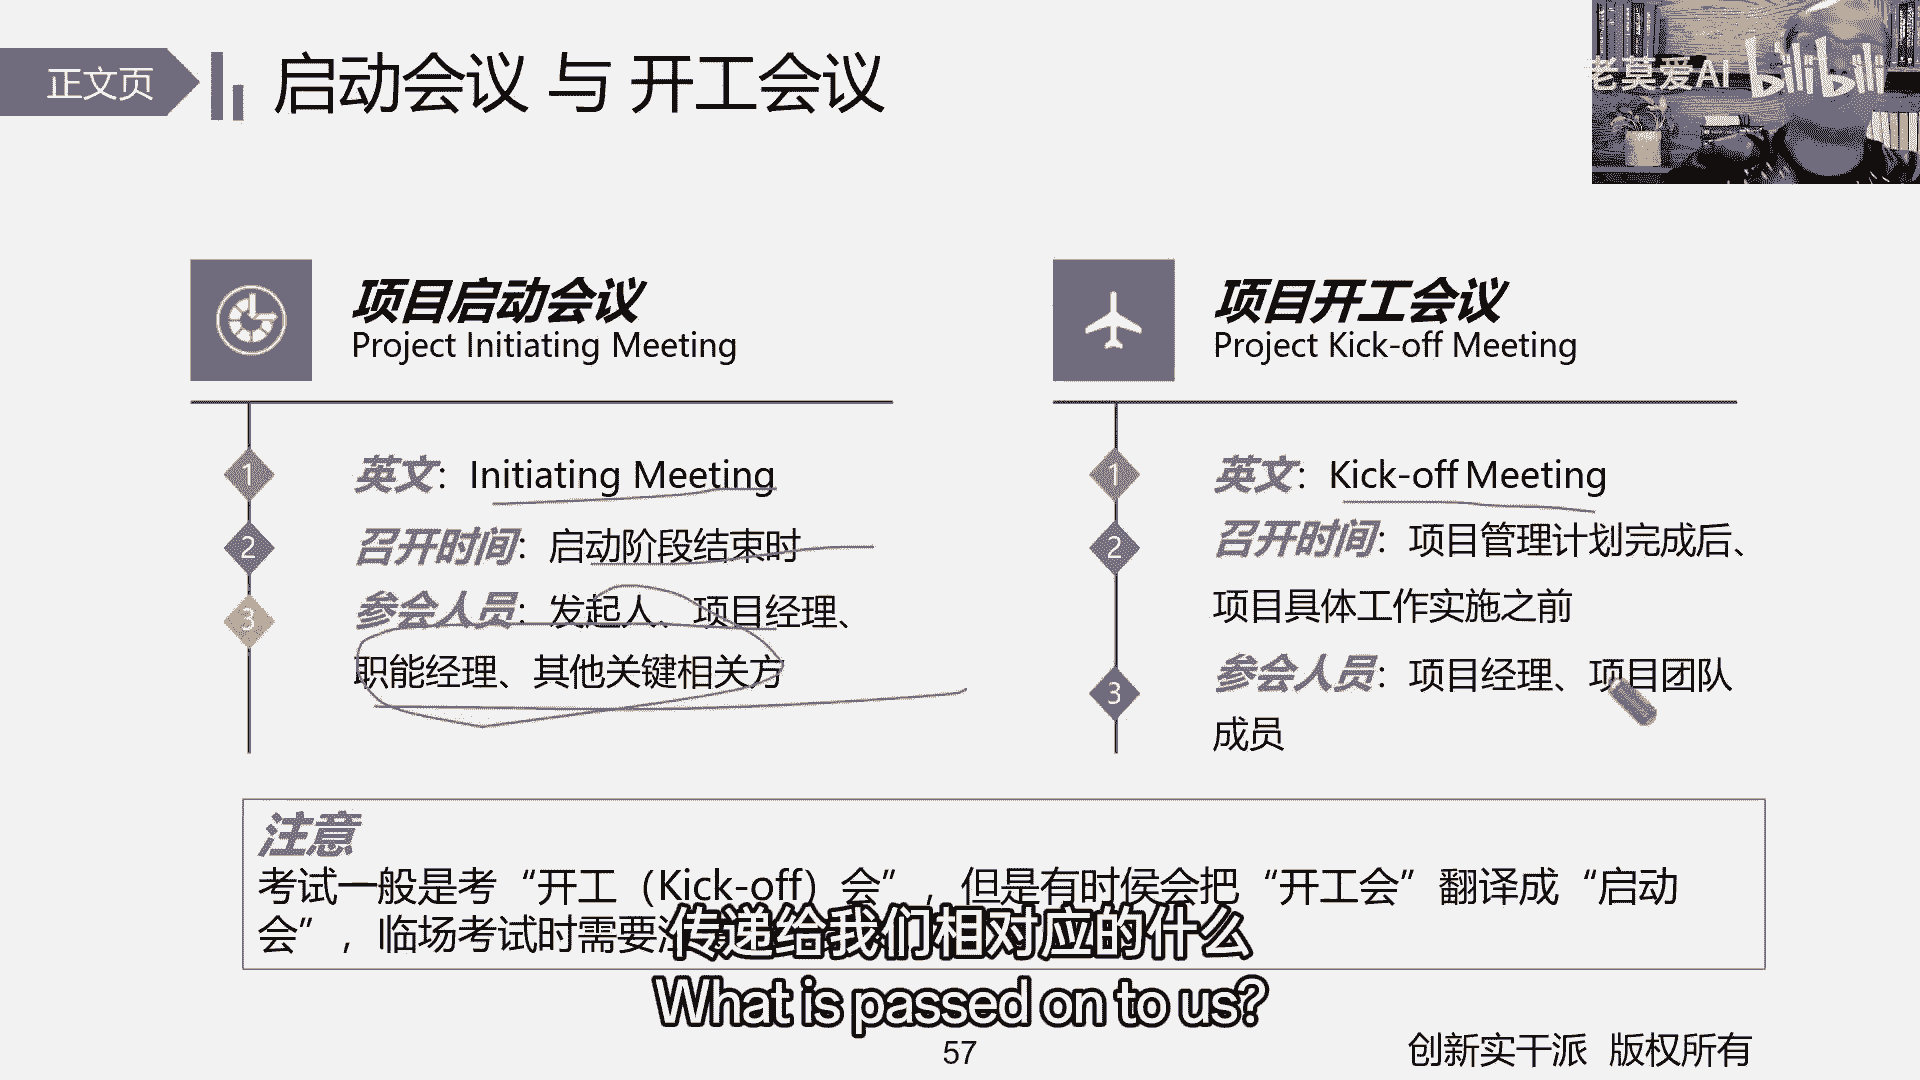 正文页
启动会议 与 开工会议
老莫爱AI bilibili
项目启动会议
Project Initiating Meeting
1
英文：Initiating Meeting
2
召开时间：启动阶段结束时
3
参会人员：发起人、项目经理、
职能经理、其他关键相关方
项目开工会议
Project Kick-off Meeting
1
英文：Kick-off Meeting
2
召开时间：项目管理计划完成后、
项目具体工作实施之前
3
参会人员：项目经理、项目团队
成员
注意
考试一般是考“开工（Kick-off）会”，但是有时侯会把“开工会”翻译成“启动
会”，临场考试时需要
传递给我们相对应的什么
What is passed on to us?
57
创新实干派 版权所有